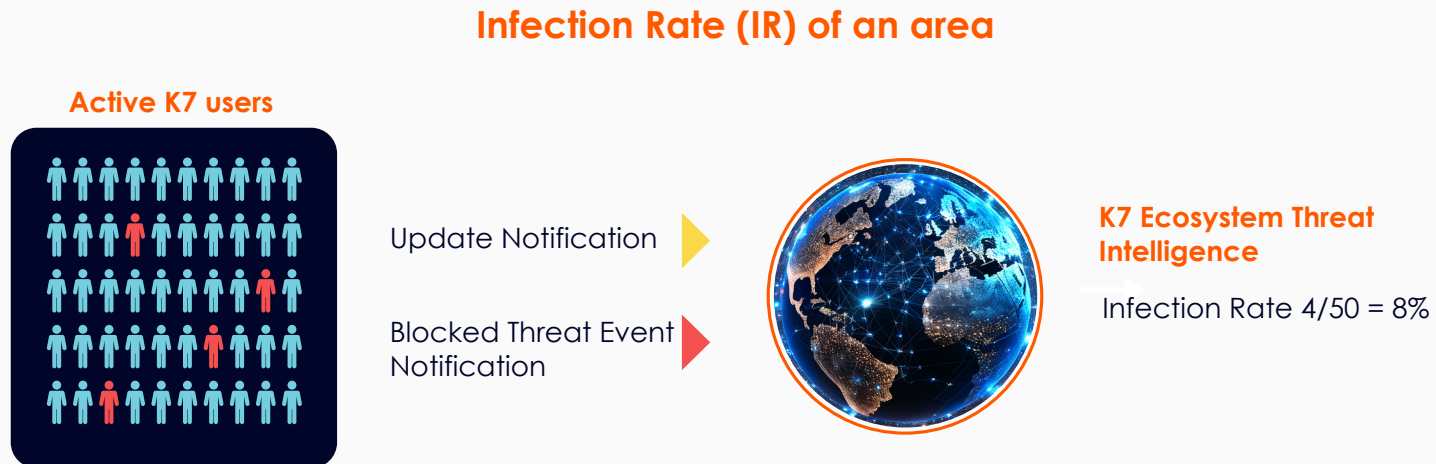 Infection Rate (IR) of an area
Active K7 users
Update Notification
Blocked Threat Event
Notification
K7 Ecosystem Threat
Intelligence
Infection Rate 4/50 = 8%